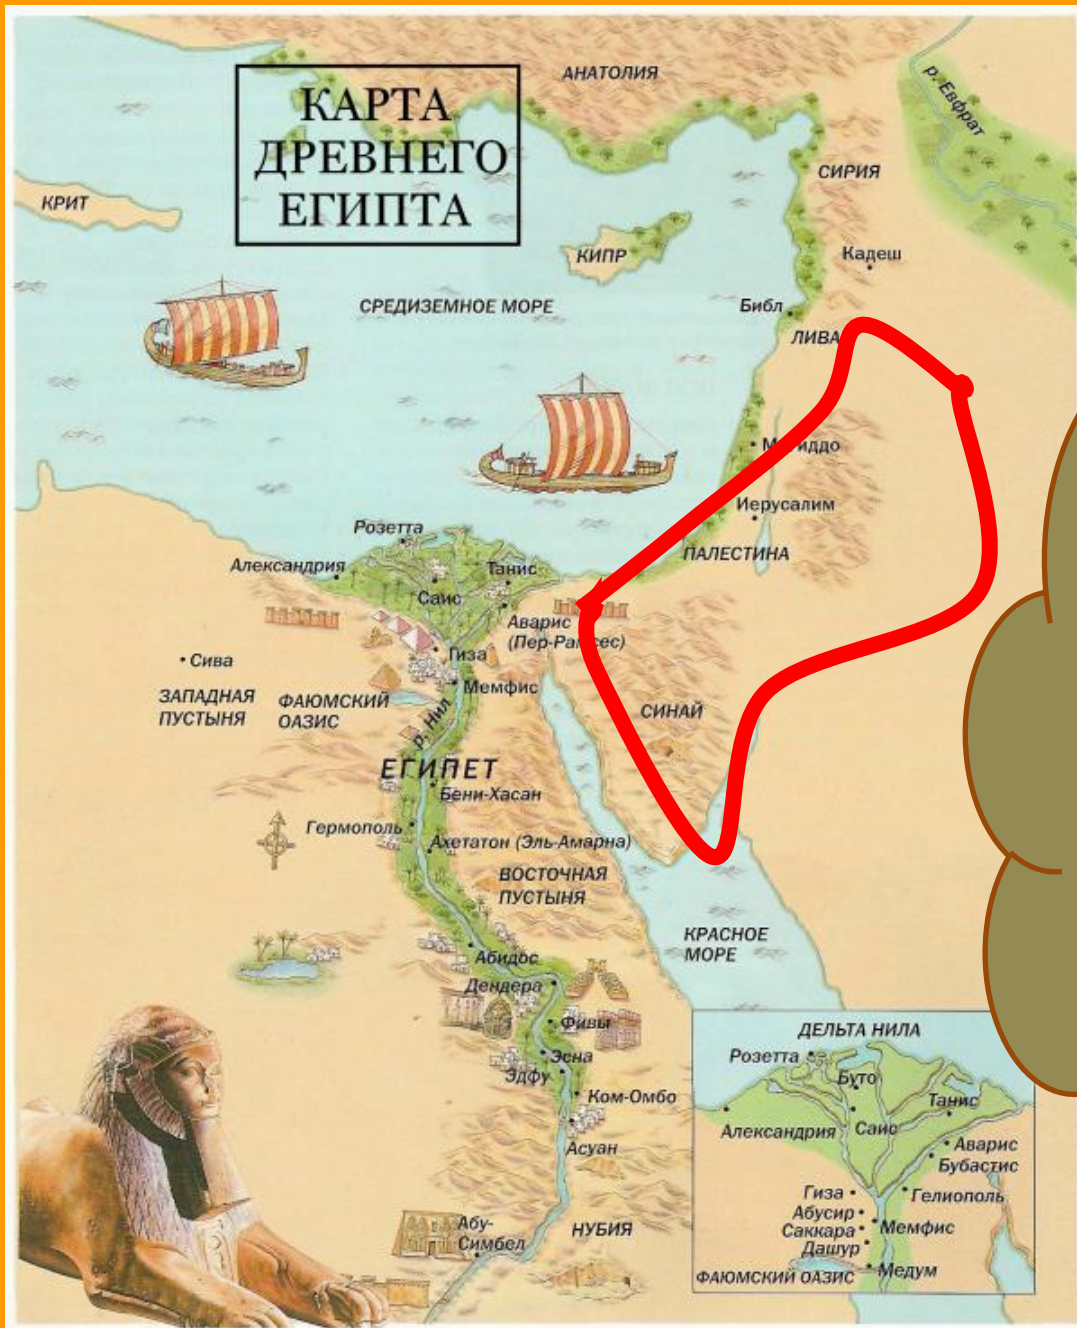 КАРТА
ДРЕВНЕГО
ЕГИПТА
АНАТОЛИЯ
р. Евфрат
СИРИЯ
КРИТ
КИПР
Кадеш
СРЕДИЗЕМНОЕ МОРЕ
Библ
ЛИВА
Иерусалим
ПАЛЕСТИНА
Розетта
Александрия
Танис
Саис
Аварис
Гиза
Сива
Мемфис
ЗАПАДНАЯ
ПУСТЫНЯ
ФАЮМСКИЙ
ОАЗИС
р. Нил
СИНАЙ
ЕГИПЕТ
Бени-Хасан
Гермополь
Ахетатон (Эль-Амарна)
ВОСТОЧНАЯ
ПУСТЫНЯ
КРАСНОЕ
МОРЕ
Абидос
Дендера
Фивы
Эсна
Эдфу
Ком-Омбо
Асуан
Абу-
Симбел
НУБИЯ
ДЕЛЬТА НИЛА
Розетта
Буто
Танис
Александрия
Саис
Аварис
Бубастис
Гиза
Гелиополь
Абусир
Саккара
Мемфис
Дашур
ФАЮМСКИЙ ОАЗИС
Медум